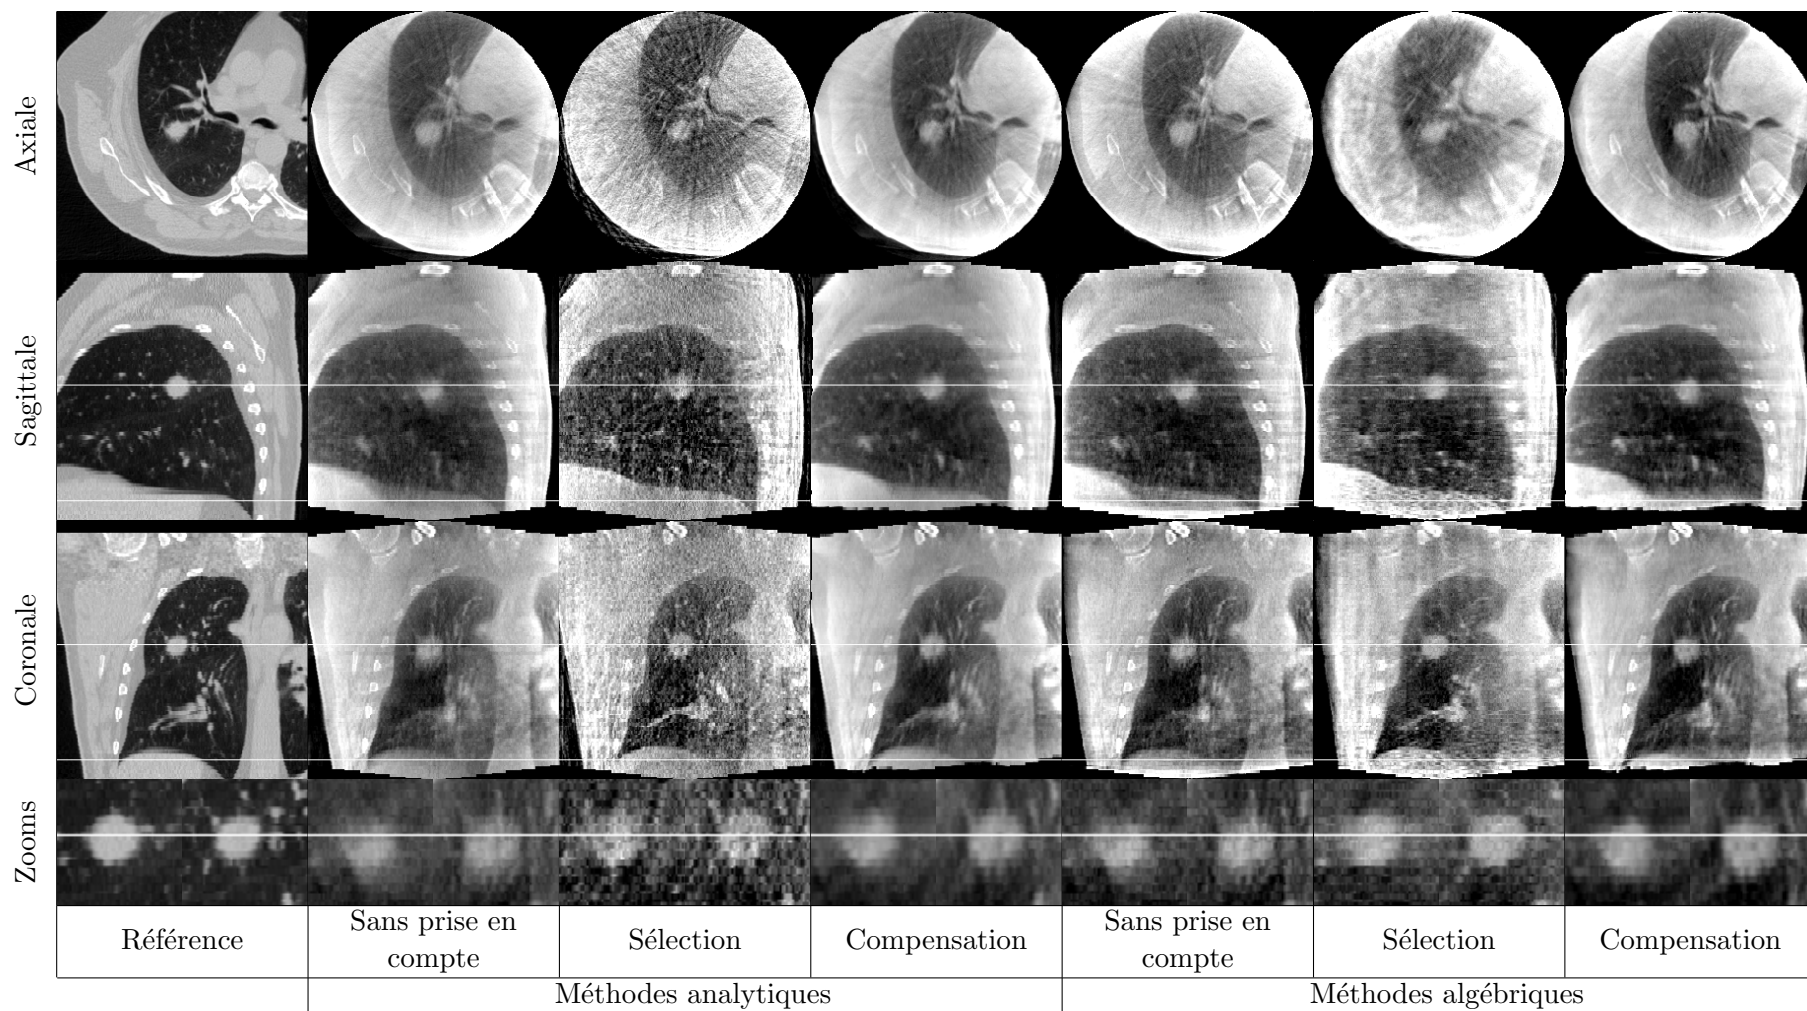 Axiale
Sagittale
Coronale
Zooms
Référence
Sans prise en
compte
Sélection
Compensation
Sans prise en
compte
Sélection
Compensation
Méthodes analytiques
Méthodes algébriques